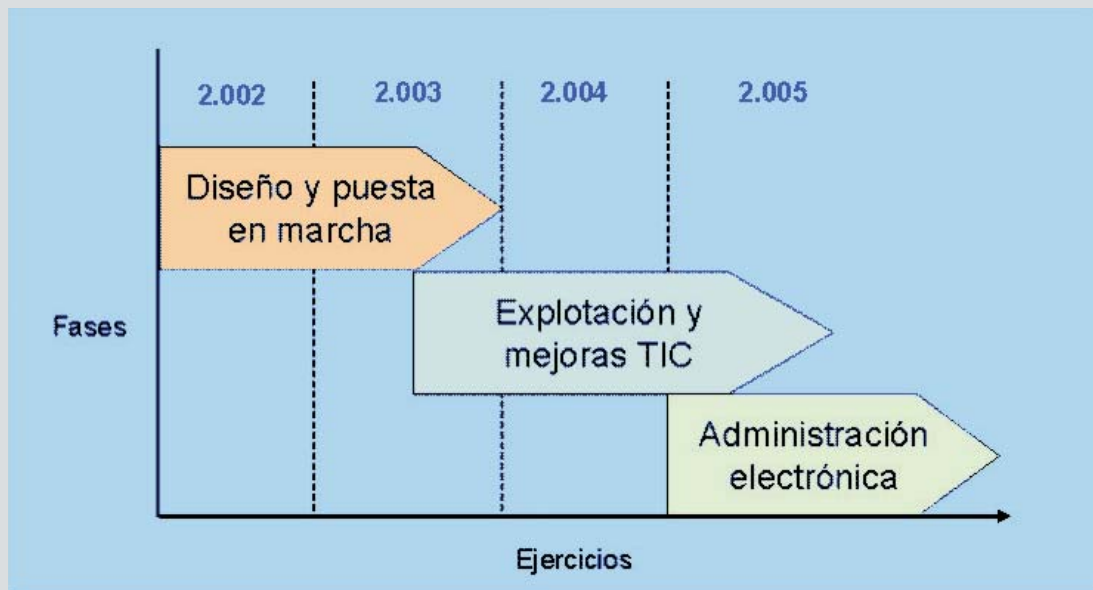 2.002
2.003
2.004
2.005
Diseño y puesta
en marcha
Explotación y
mejoras TIC
Fases
Administración
electrónica
Ejercicios